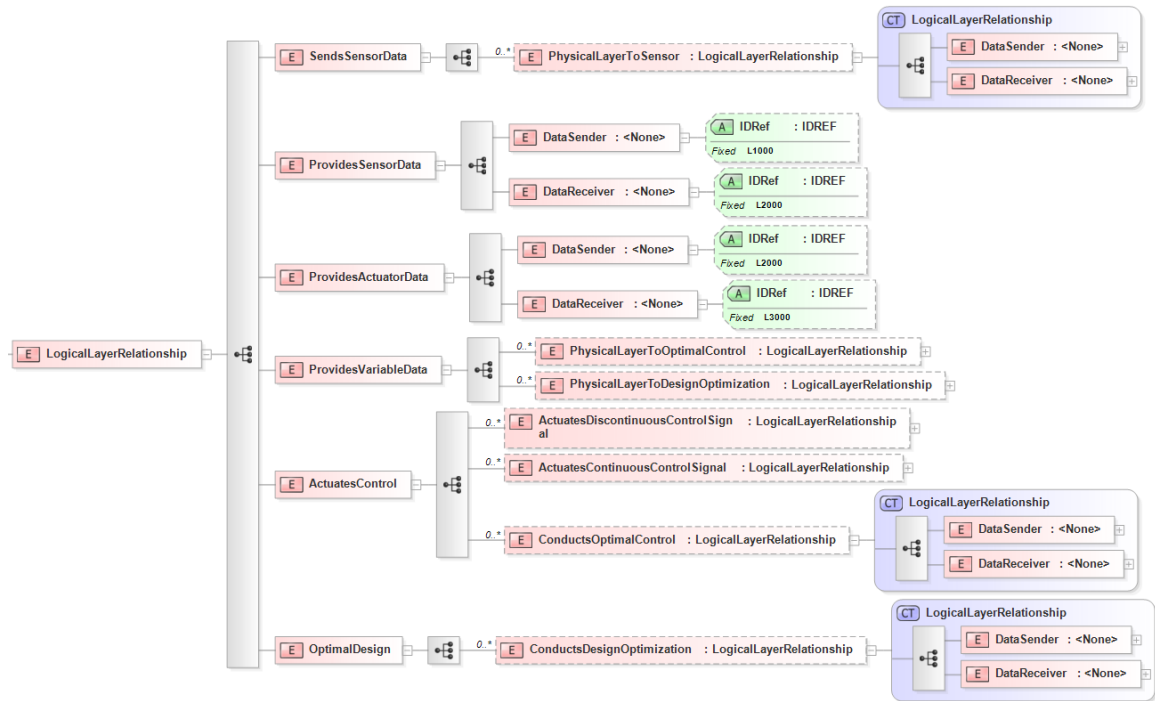 CT LogicalLayerRelationship
E SendsSensorData
0..*
E PhysicalLayerToSensor : LogicalLayerRelationship
E DataSender : <None>
E DataReceiver : <None>
E ProvidesSensorData
E DataSender : <None>
A IDRef : IDREF
Fixed L1000
E DataReceiver : <None>
A IDRef : IDREF
Fixed L2000
E ProvidesActuatorData
E DataSender : <None>
A IDRef : IDREF
Fixed L2000
E DataReceiver : <None>
A IDRef : IDREF
Fixed L3000
E LogicalLayerRelationship
E ProvidesVariableData
0..*
E PhysicalLayerToOptimalControl : LogicalLayerRelationship
0..*
E PhysicalLayerToDesignOptimization : LogicalLayerRelationship
E ActuatesControl
0..*
E ActuatesDiscontinuousControlSign : LogicalLayerRelationship
al
0..*
E ActuatesContinuousControlSignal : LogicalLayerRelationship
0..*
E ConductsOptimalControl : LogicalLayerRelationship
CT LogicalLayerRelationship
E DataSender : <None>
E DataReceiver : <None>
E OptimalDesign
0..*
E ConductsDesignOptimization : LogicalLayerRelationship
CT LogicalLayerRelationship
E DataSender : <None>
E DataReceiver : <None>